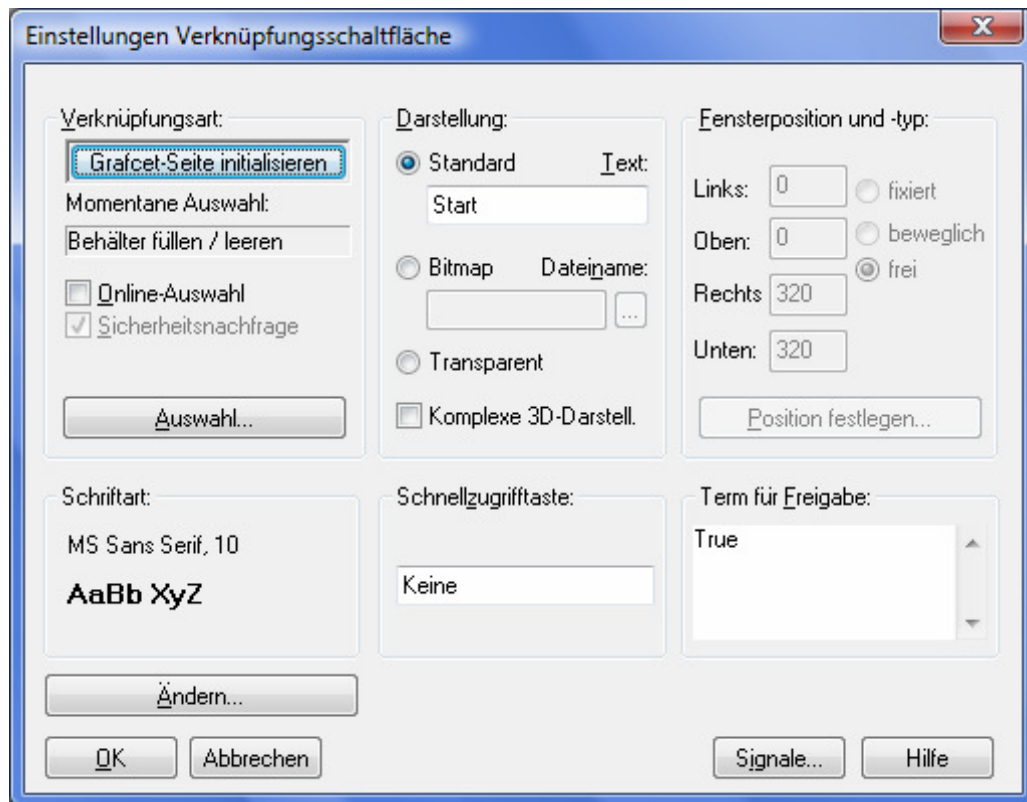 Einstellungen Verknüpfungsschaltfläche
Verknüpfungsart:
Grafcet-Seite initialisieren
Momentane Auswahl:
Behälter füllen / leeren
Online-Auswahl
Sicherheitsnachfrage
Auswahl...
Darstellung:
Standard Text:
Start
Bitmap Dateiname:
...
Transparent
Komplexe 3D-Darstell.
Fensterposition und -typ:
Links: 0 fixiert
Oben: 0 beweglich
frei
Rechts 320
Unten: 320
Position festlegen...
Schriftart:
MS Sans Serif, 10
AaBb XyZ
Schnellzugrifftaste:
Keine
Term für Freigabe:
True
Ändern...
OK Abbrechen Signale... Hilfe